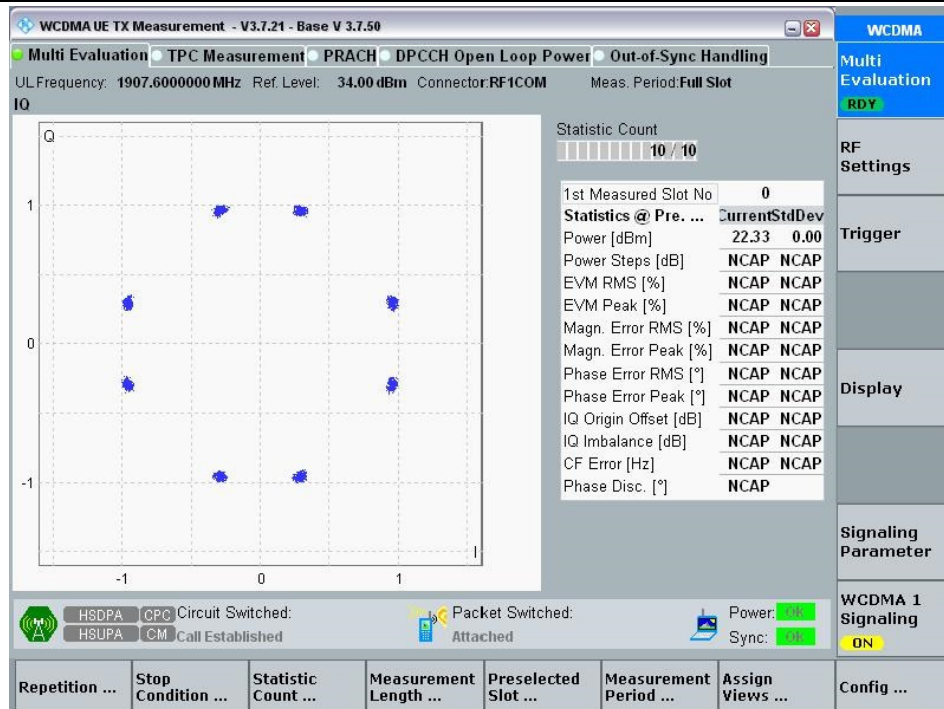 WCDMA UE TX Measurement - V3.7.21 - Base V 3.7.50
Multi Evaluation TPC Measurement PRACH DPCCH Open Loop Power Out-of-Sync Handling
UL Frequency: 1907.6000000 MHz Ref. Level: 34.00 dBm Connector:RF1COM Meas. Period:Full Slot
IQ
Q
1
0
-1
-1 0 1
I
Statistic Count
10 / 10
1st Measured Slot No 0
Statistics @ Pre. ... Current StdDev
Power [dBm] 22.33 0.00
Power Steps [dB] NCAP NCAP
EVM RMS [%] NCAP NCAP
EVM Peak [%] NCAP NCAP
Magn. Error RMS [%] NCAP NCAP
Magn. Error Peak [%] NCAP NCAP
Phase Error RMS [°] NCAP NCAP
Phase Error Peak [°] NCAP NCAP
IQ Origin Offset [dB] NCAP NCAP
IQ Imbalance [dB] NCAP NCAP
CF Error [Hz] NCAP NCAP
Phase Disc. [°] NCAP
HSDPA CPC Circuit Switched:
HSUPA CM Call Established
Packet Switched:
Attached
Power: OK
Sync: OK
WCDMA
Multi
Evaluation
RDY
RF
Settings
Trigger
Display
Signaling
Parameter
WCDMA 1
Signaling
ON
Repetition ...
Stop
Condition ...
Statistic
Count ...
Measurement
Length ...
Preselected
Slot ...
Measurement
Period ...
Assign
Views ...
Config ...